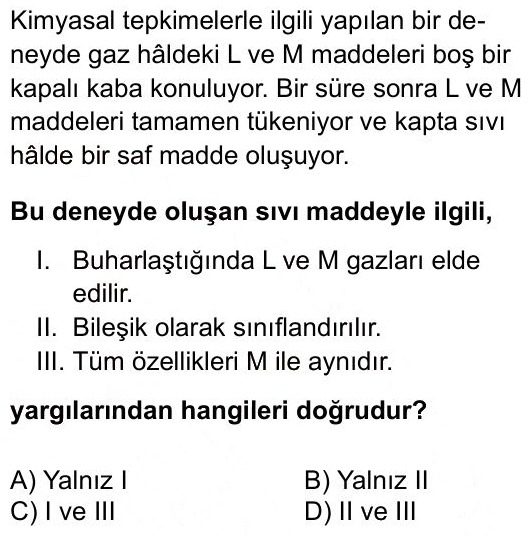 Kimyasal tepkimelerle ilgili yapılan bir de-
neyde gaz hâldeki L ve M maddeleri boş bir
kapalı kaba konuluyor. Bir süre sonra L ve M
maddeleri tamamen tükeniyor ve kapta sıvı
hâlde bir saf madde oluşuyor.
Bu deneyde oluşan sıvı maddeyle ilgili,
I. Buharlaştığında L ve M gazları elde
edilir.
II. Bileşik olarak sınıflandırılır.
III. Tüm özellikleri M ile aynıdır.
yargılarından hangileri doğrudur?
A) Yalnız I B) Yalnız II
C) I ve III D) II ve III